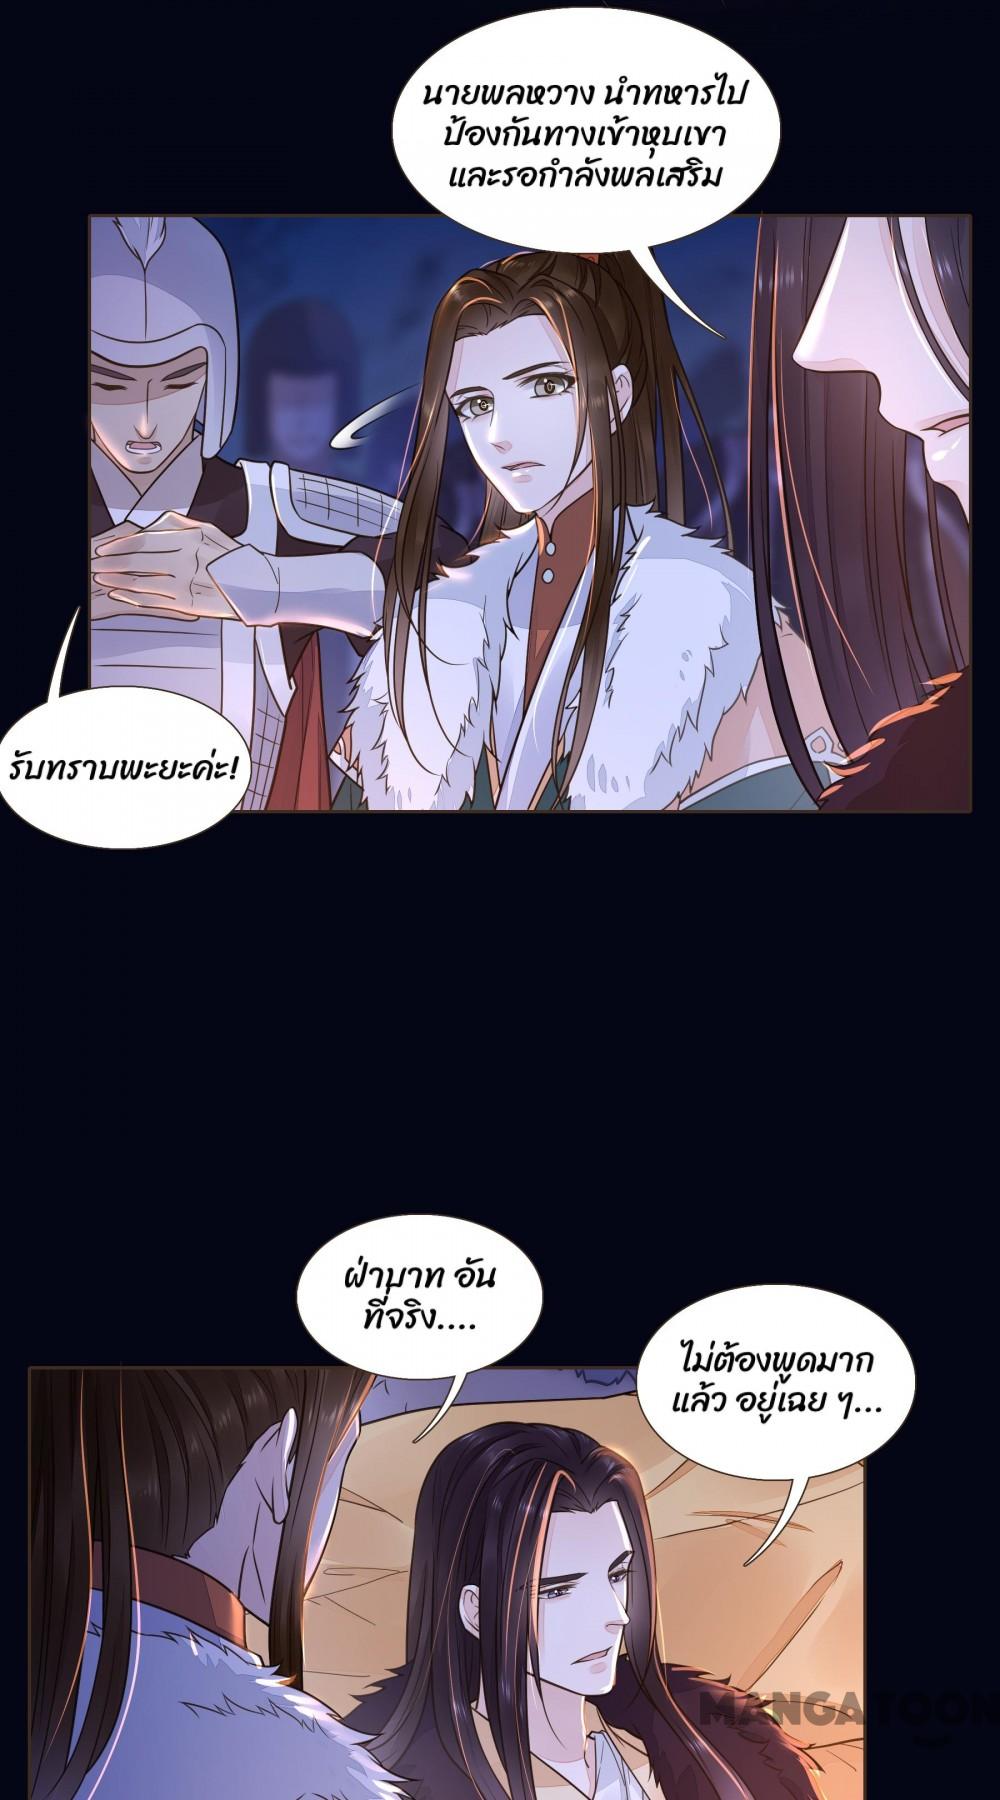 นายพลหวาง นำทหารไป
ป้องกันทางเข้าหุบเขา
และรอกำลังพลเสริม
รับทราบพะยะค่ะ!
ฝ่าบาท อัน
ที่จริง....
ไม่ต้องพูดมาก
แล้ว อยู่เฉย ๆ...
MANGATOON